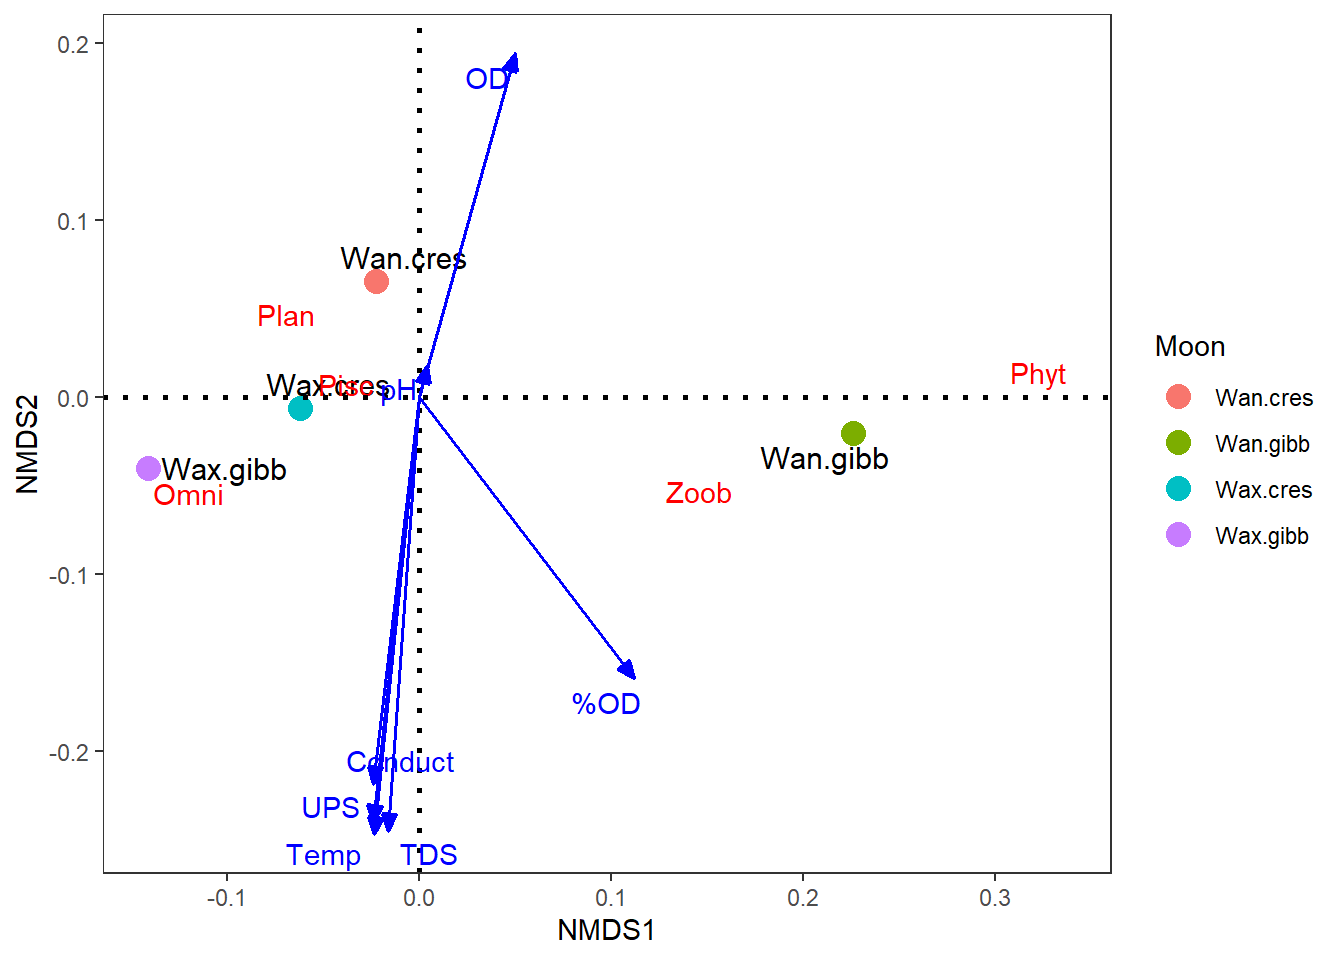 0.2
OD
0.1
Wan.cres
Plan
Moon
Wax.cres
Pisc
pH
Phyt
0.0
Wan.cres
NMDS2
Wan.gibb
Wax.gibb
Wan.gibb
Omni
Zoob
Wax.cres
Wax.gibb
-0.1
%OD
-0.2
Conduct
UPS
Temp
TDS
-0.1
0.0
0.1
0.2
0.3
NMDS1